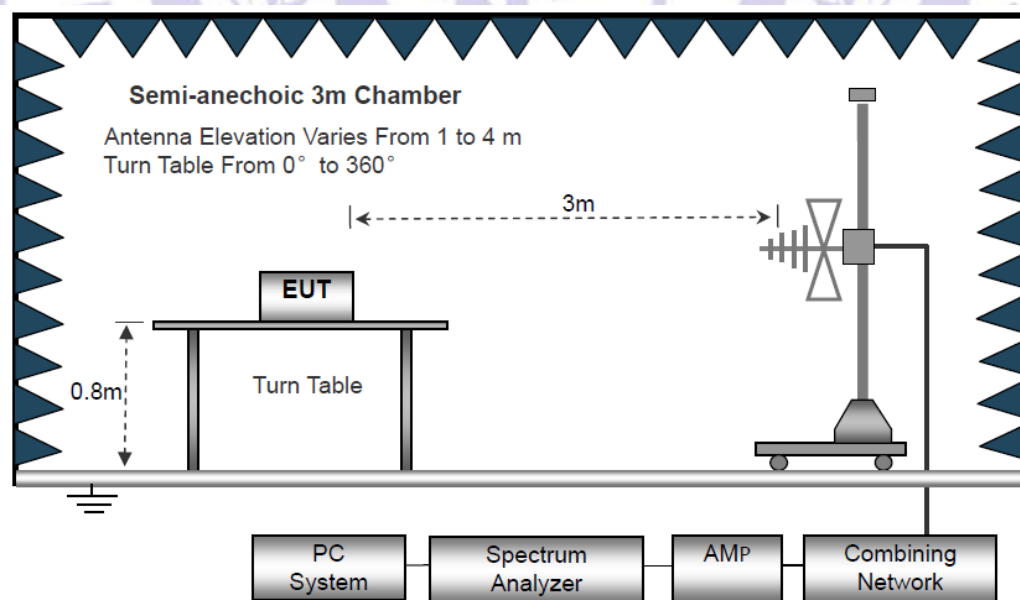 Semi-anechoic 3m Chamber
Antenna Elevation Varies From 1 to 4 m
Turn Table From 0° to 360°
3m
EUT
0.8m
Turn Table
PC
System
Spectrum
Analyzer
AMP
Combining
Network